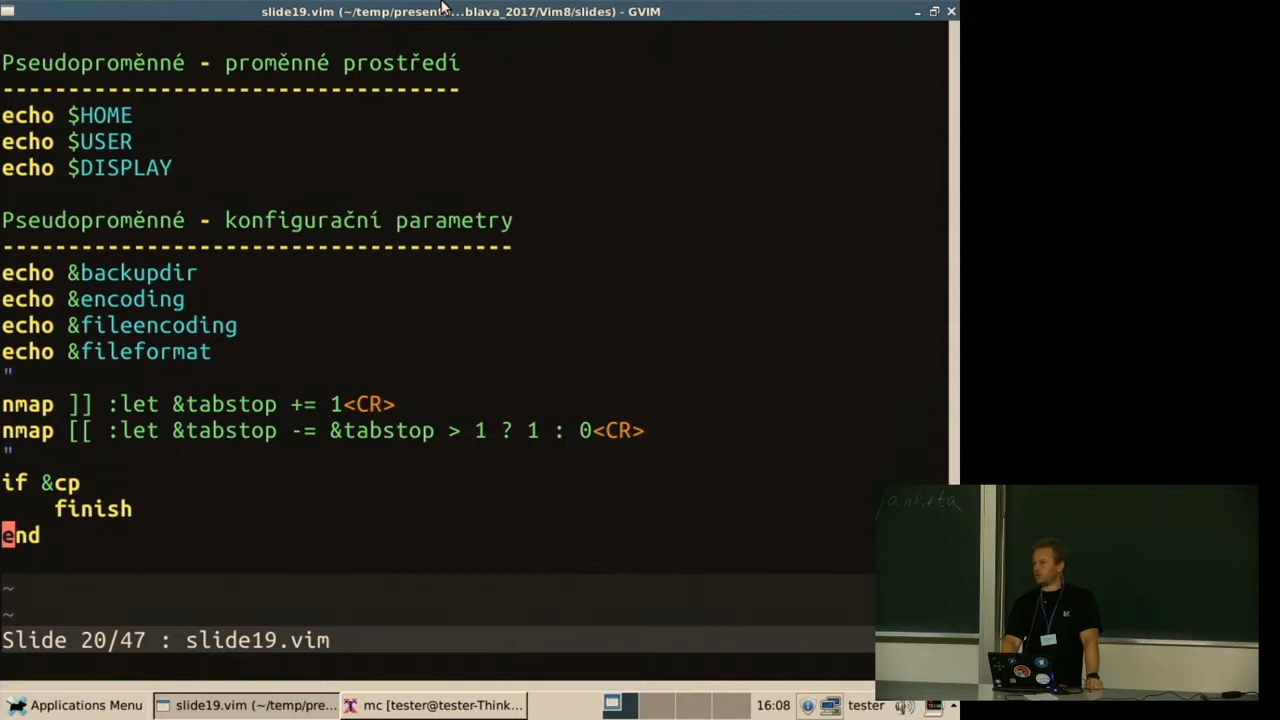 slide19.vim (~/temp/presenta...blava_2017/Vim8/slides) - GVIM
Pseudoproměnné - proměnné prostředí
-----------------------------------
echo $HOME
echo $USER
echo $DISPLAY
Pseudoproměnné - konfigurační parametry
---------------------------------------
echo &backupdir
echo &encoding
echo &fileencoding
echo &fileformat
"
nmap ]] :let &tabstop += 1<CR>
nmap [[ :let &tabstop -= &tabstop > 1 ? 1 : 0<CR>
"
if &cp
finish
end
~
~
Slide 20/47 : slide19.vim
Applications Menu
slide19.vim (~/temp/pre...
mc [tester@tester-Think...
16:08
tester
anketa